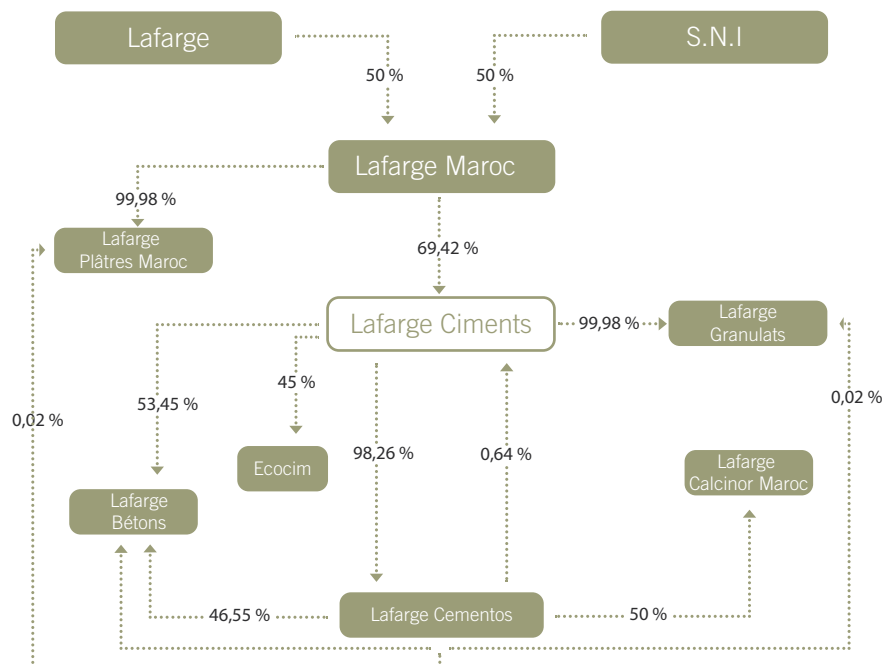 Lafarge
S.N.I
50 %
50 %
Lafarge Maroc
99,98 %
Lafarge
Plâtres Maroc
69,42 %
Lafarge Ciments
99,98 %
Lafarge
Granulats
45 %
53,45 %
0,02 %
0,02 %
98,26 %
0,64 %
Ecocim
Lafarge
Calcinor Maroc
Lafarge
Bétons
46,55 %
Lafarge Cementos
50 %